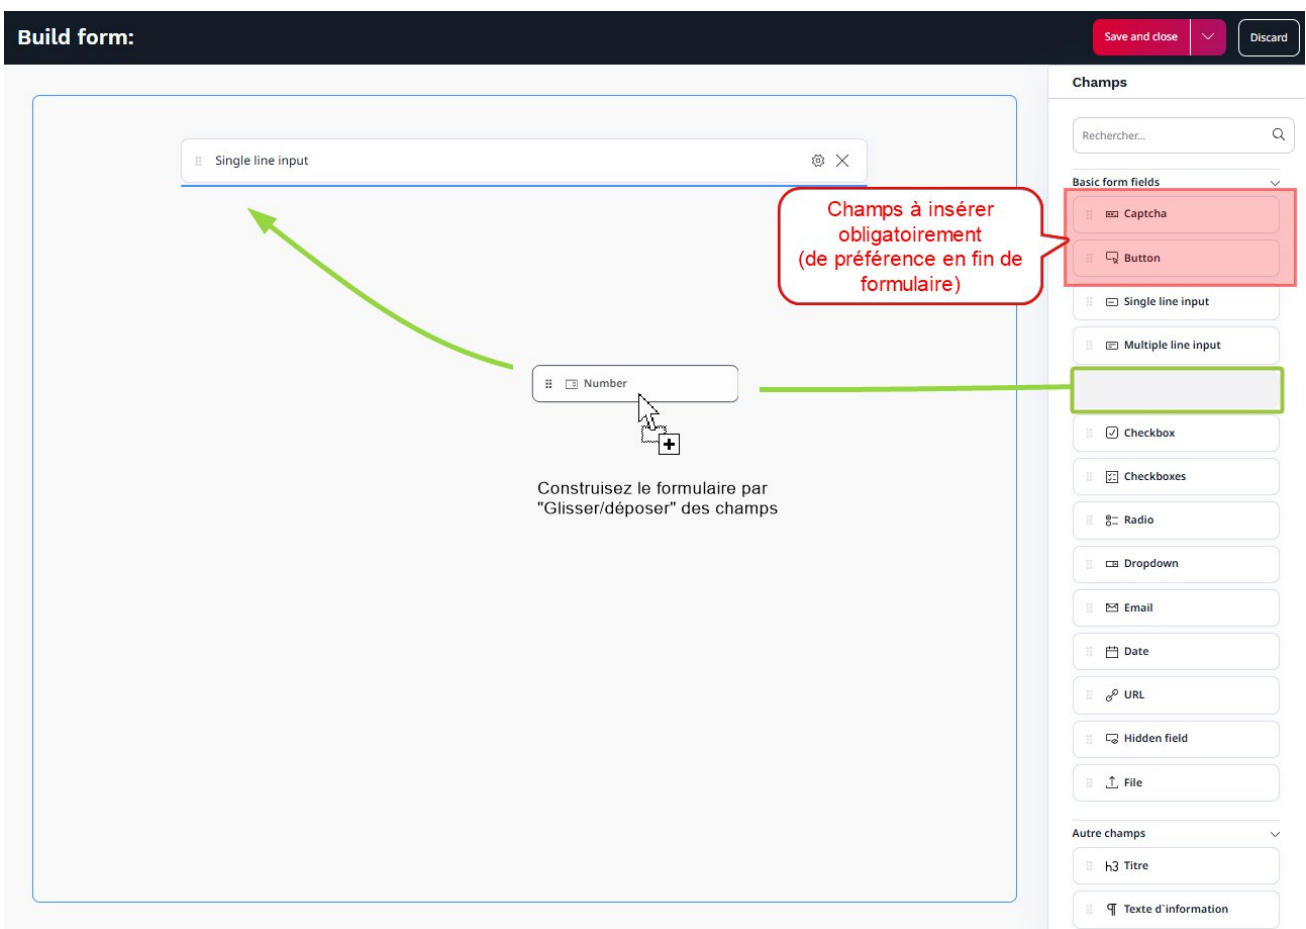 Build form:
Save and close
Discard
Champs
Rechercher...
Basic form fields
Single line input
Champs à insérer
obligatoirement
(de préférence en fin de
formulaire)
Captcha
Button
Single line input
Multiple line input
Number
Construisez le formulaire par
"Glisser/déposer" des champs
Checkbox
Checkboxes
Radio
Dropdown
Email
Date
URL
Hidden field
File
Autre champs
h3 Titre
¶ Texte d`information